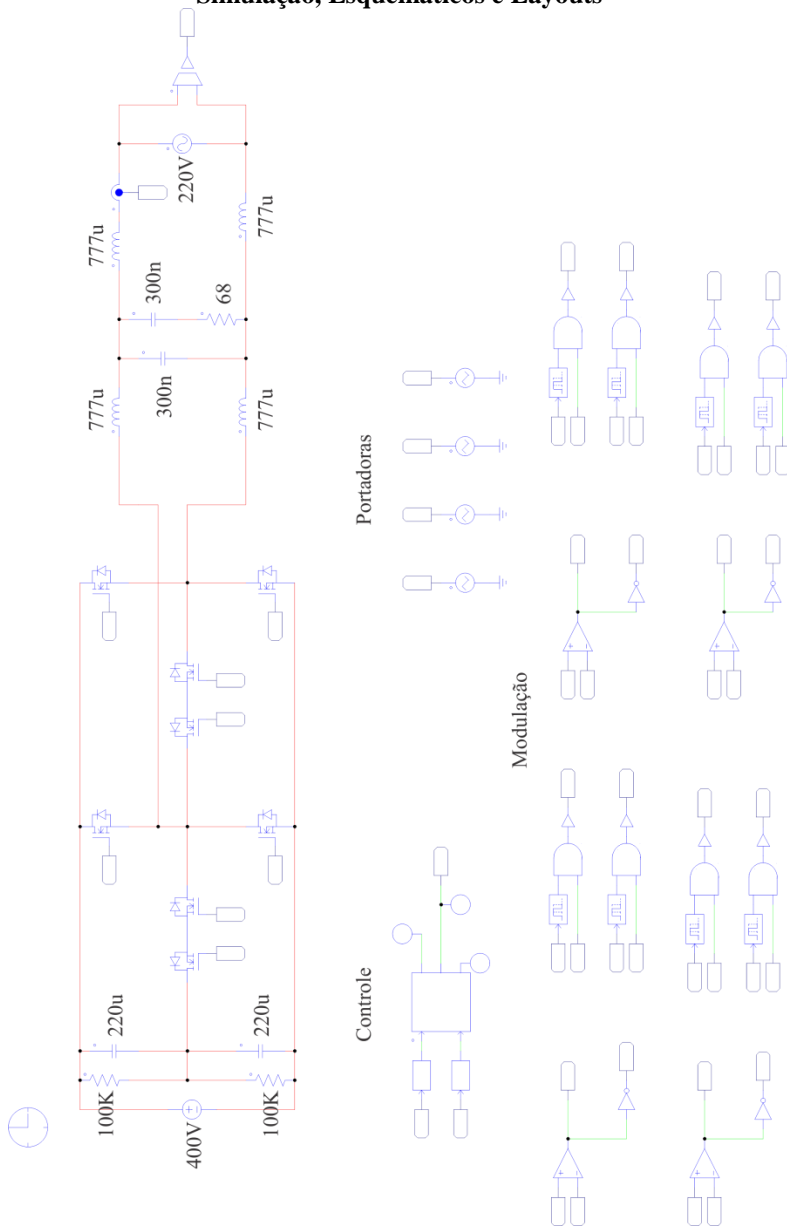 Simulação, Esquemáticos e Layouts
220V
777u
777u
300n
68
300n
777u
777u
Portadoras
Modulação
Controle
220u
220u
100K
100K
400V